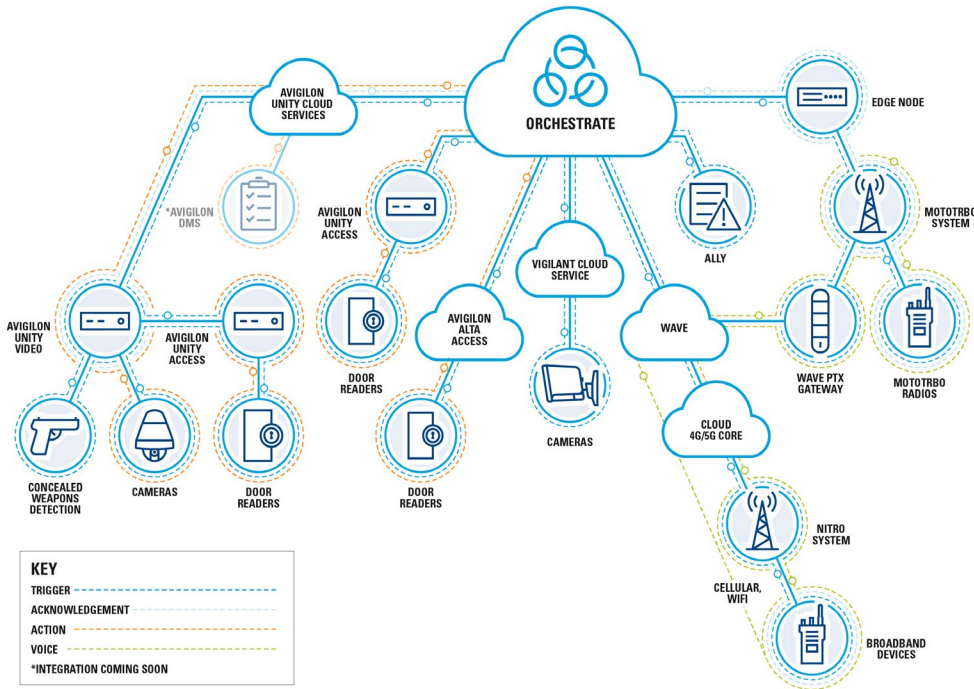 AVIGILON
UNITY CLOUD
SERVICES
ORCHESTRATE
EDGE NODE
*AVIGILON
DMS
AVIGILON
UNITY
ACCESS
ALLY
MOTOTRBO
SYSTEM
VIGILANT CLOUD
SERVICE
AVIGILON
UNITY
VIDEO
AVIGILON
UNITY
ACCESS
DOOR
READERS
AVIGILON
ALTA
ACCESS
WAVE
WAVE PTX
GATEWAY
MOTOTRBO
RADIOS
CAMERAS
CLOUD
4G/5G CORE
CONCEALED
WEAPONS
DETECTION
CAMERAS
DOOR
READERS
DOOR
READERS
NITRO
SYSTEM
CELLULAR,
WIFI
BROADBAND
DEVICES
KEY
TRIGGER
ACKNOWLEDGEMENT
ACTION
VOICE
*INTEGRATION COMING SOON